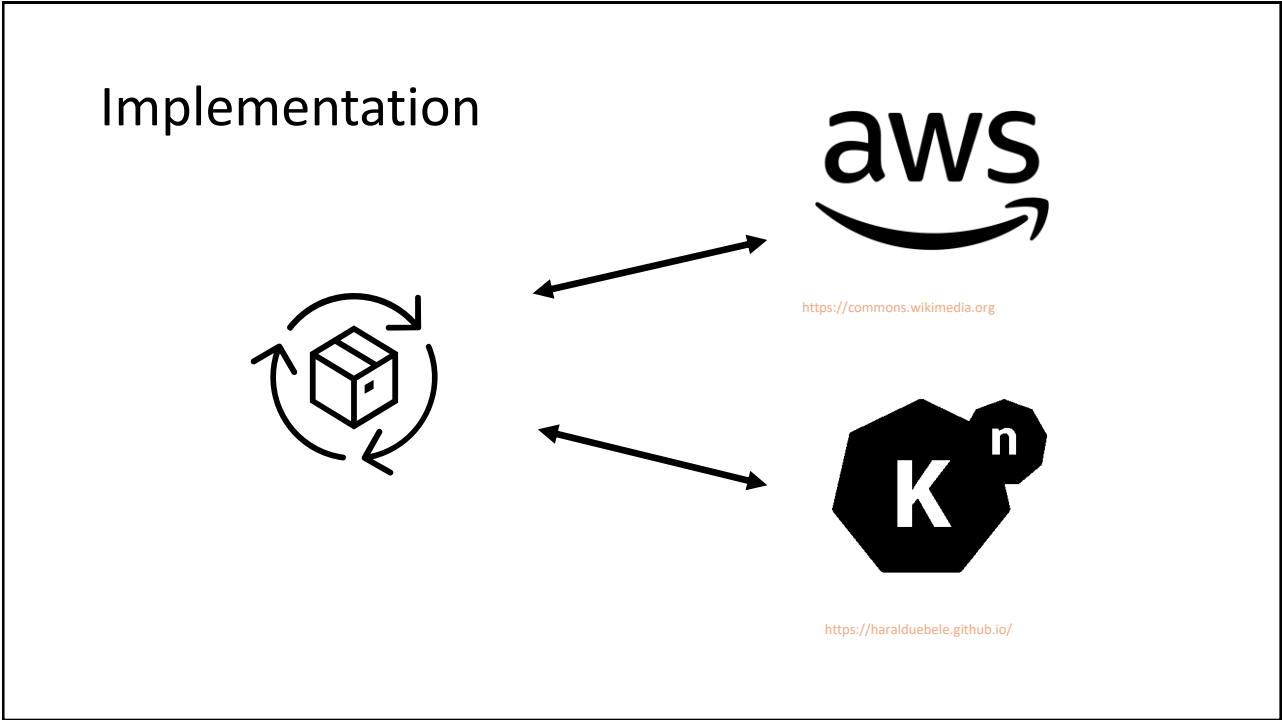 Implementation
aws
https://commons.wikimedia.org
n
K
https://haralduebele.github.io/